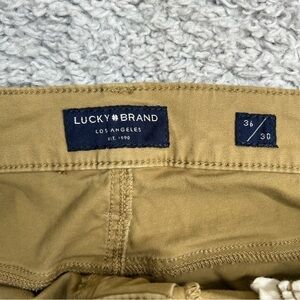 LUCKY BRAND
LOS ANGELES
EST. 1990
36/30